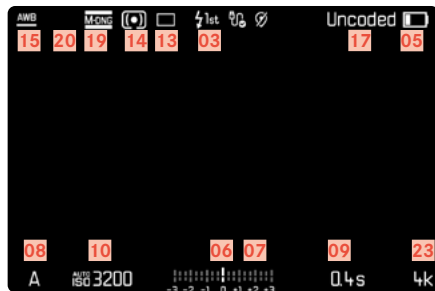 AWB M-DNG 1st Uncoded
15 20 19 14 13 03 17 05
08 10 06 07 09 23
A AUTO ISO 3200 0.4s 4k
-3 -2 -1 0 +1 +2 +3